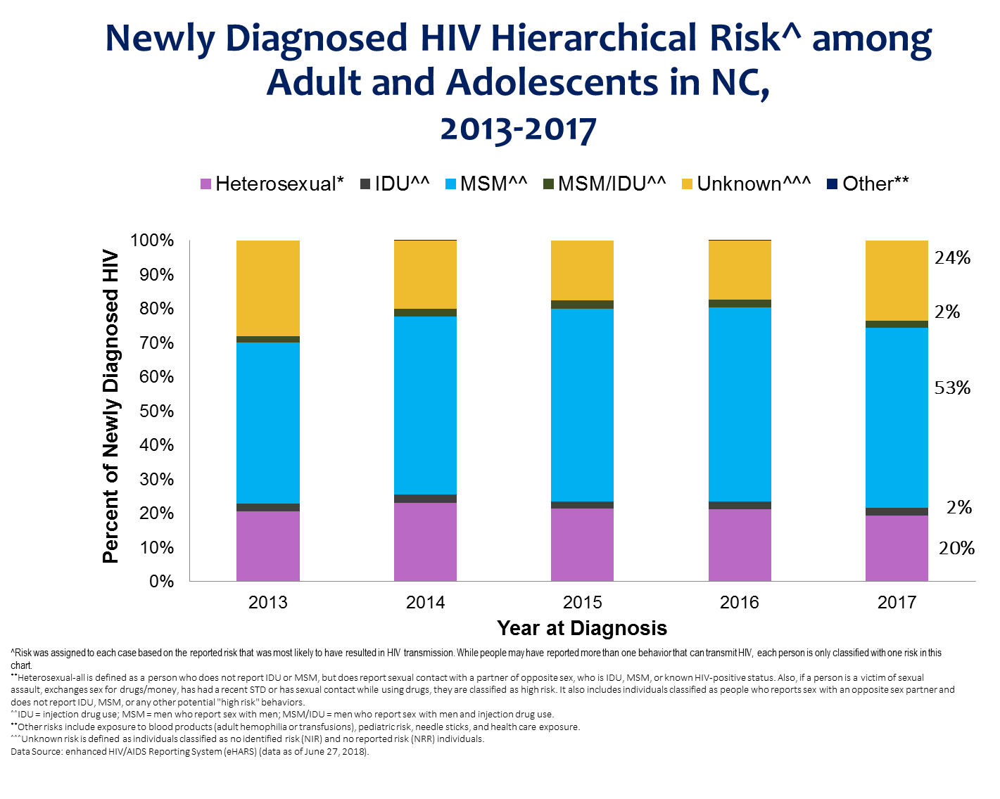 Newly Diagnosed HIV Hierarchical Risk^ among
Adult and Adolescents in NC,
2013-2017
Heterosexual* IDU^^ MSM^^ MSM/IDU^^ Unknown^^^ Other**
Percent of Newly Diagnosed HIV
100%
90%
80%
70%
60%
50%
40%
30%
20%
10%
0%
24%
2%
53%
2%
20%
2013 2014 2015 2016 2017
Year at Diagnosis
^Risk was assigned to each case based on the reported risk that was most likely to have resulted in HIV transmission. While people may have reported more than one behavior that can transmit HIV, each person is only classified with one risk in this
chart.
**Heterosexual-all is defined as a person who does not report IDU or MSM, but does report sexual contact with a partner of opposite sex, who is IDU, MSM, or known HIV-positive status. Also, if a person is a victim of sexual
assault, exchanges sex for drugs/money, has had a recent STD or has sexual contact while using drugs, they are classified as high risk. It also includes individuals classified as people who reports sex with an opposite sex partner and
does not report IDU, MSM, or any other potential "high risk" behaviors.
^^IDU = injection drug use; MSM = men who report sex with men; MSM/IDU = men who report sex with men and injection drug use.
**Other risks include exposure to blood products (adult hemophilia or transfusions), pediatric risk, needle sticks, and health care exposure.
^^^Unknown risk is defined as individuals classified as no identified risk (NIR) and no reported risk (NRR) individuals.
Data Source: enhanced HIV/AIDS Reporting System (eHARS) (data as of June 27, 2018).